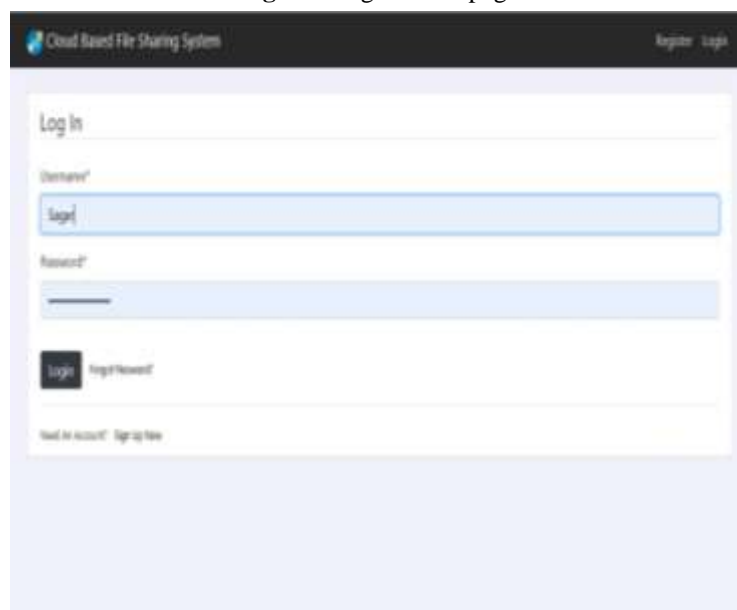 Cloud Based File Sharing System
Register Login
Log In
Username*
Password*
Login Forgot Password?
Need An Account? Sign Up Now